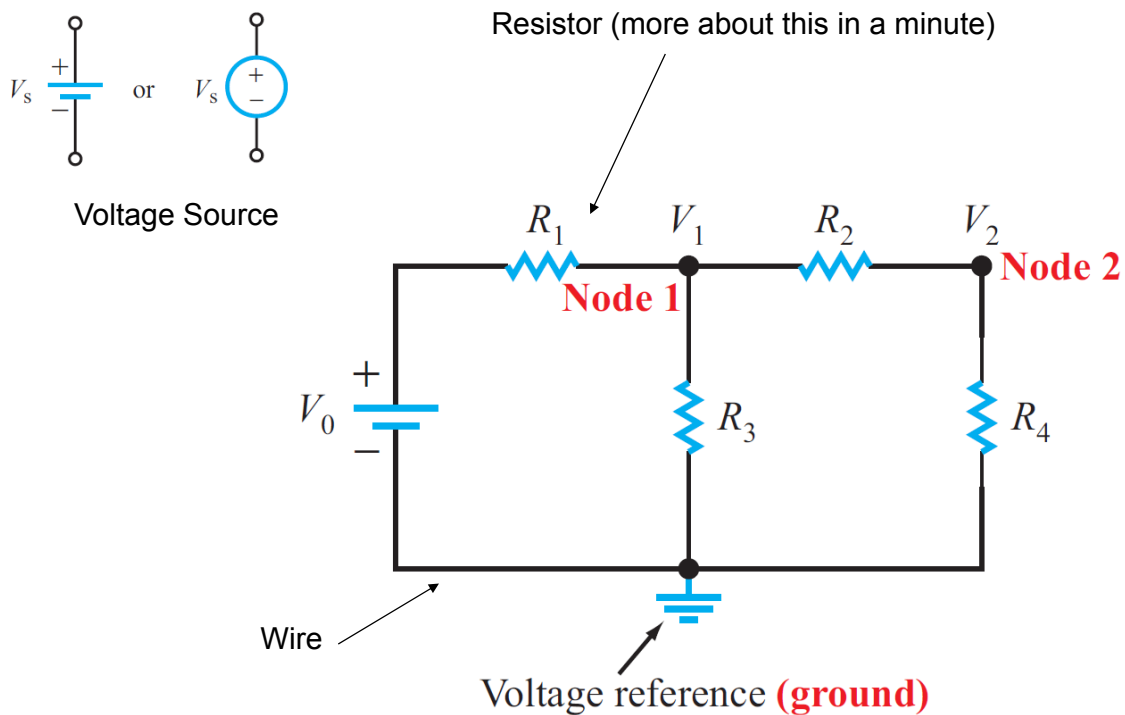 Resistor (more about this in a minute)
+
Vs
−
or
Vs
+
−
Voltage Source
R1
V1
R2
V2
Node 1
Node 2
+
V0
−
R3
R4
Wire
Voltage reference (ground)